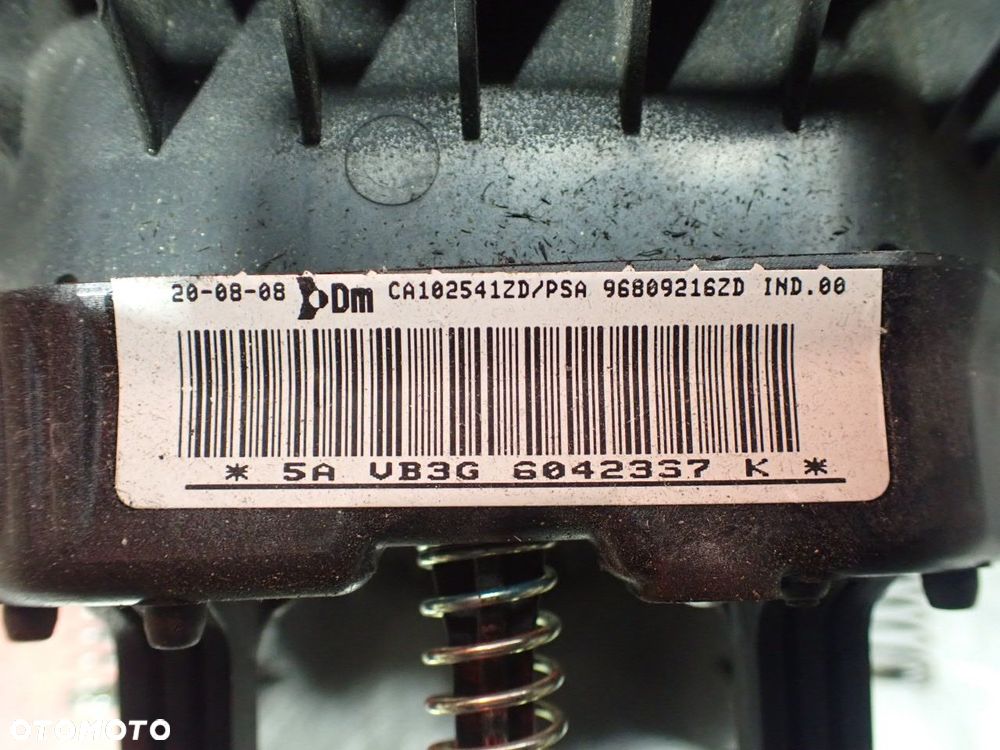 20-08-08 Dm CA102541ZD/PSA 96809216ZD IND.00
* 5A VB3G 6042337 K *
OTOMOTO